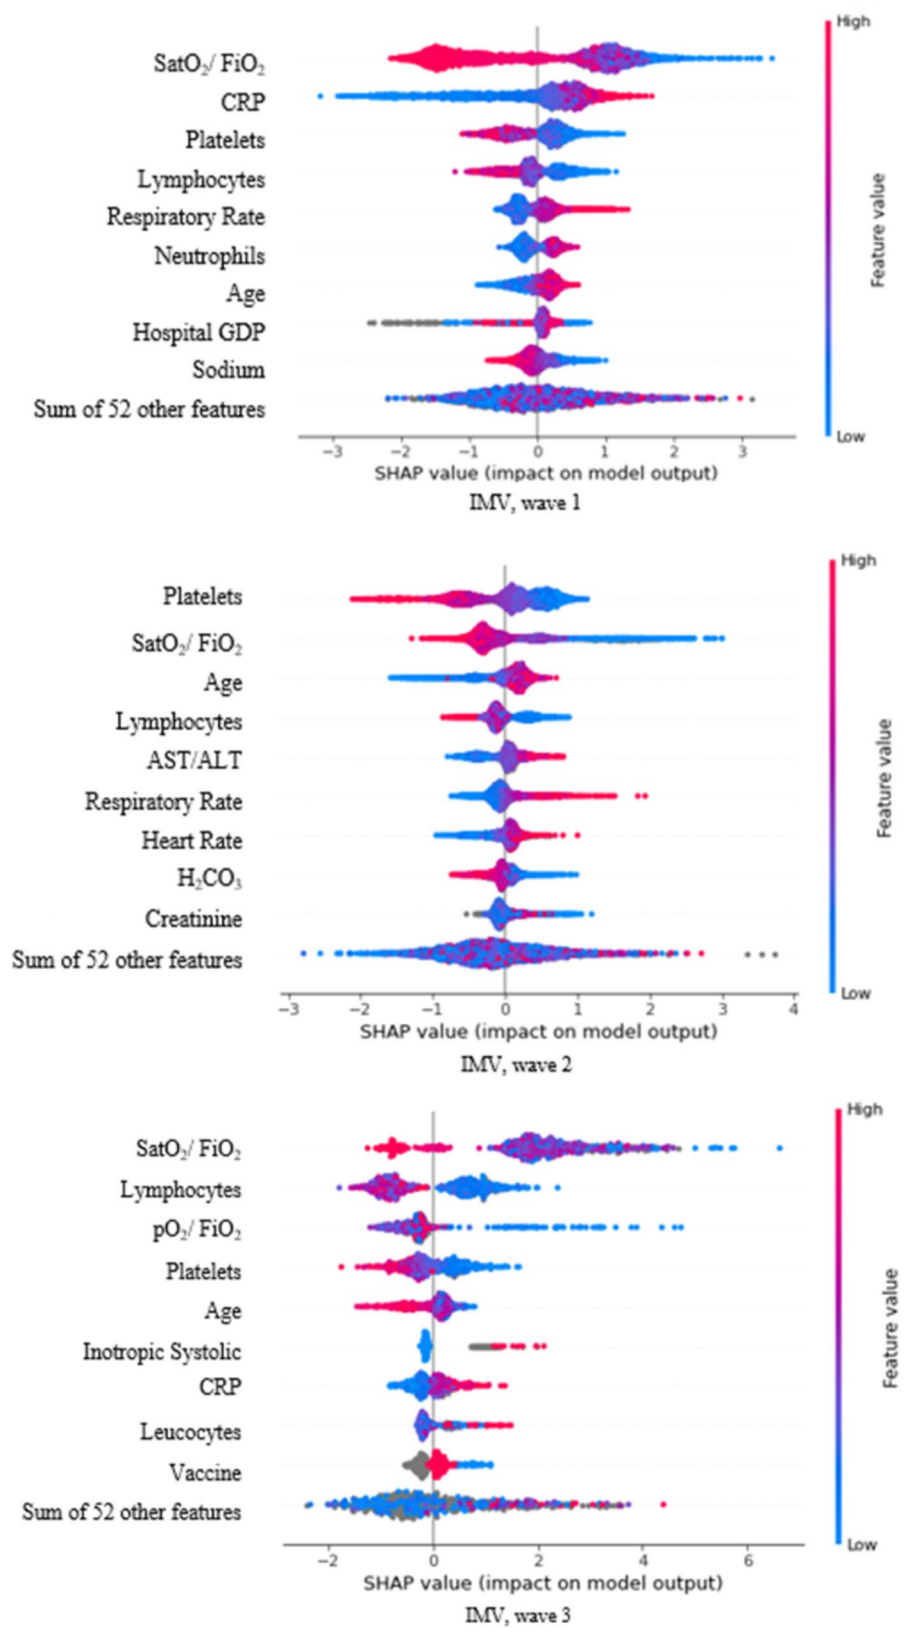 High
SatO₂/ FiO₂
CRP
Platelets
Lymphocytes
Respiratory Rate
Neutrophils
Age
Hospital GDP
Sodium
Sum of 52 other features
Feature value
Low
−3 −2 −1 0 1 2 3
SHAP value (impact on model output)
IMV, wave 1
High
Platelets
SatO₂/ FiO₂
Age
Lymphocytes
AST/ALT
Respiratory Rate
Heart Rate
H₂CO₃
Creatinine
Sum of 52 other features
Feature value
Low
−3 −2 −1 0 1 2 3 4
SHAP value (impact on model output)
IMV, wave 2
High
SatO₂/ FiO₂
Lymphocytes
pO₂/ FiO₂
Platelets
Age
Inotropic Systolic
CRP
Leucocytes
Vaccine
Sum of 52 other features
Feature value
Low
−2 0 2 4 6
SHAP value (impact on model output)
IMV, wave 3